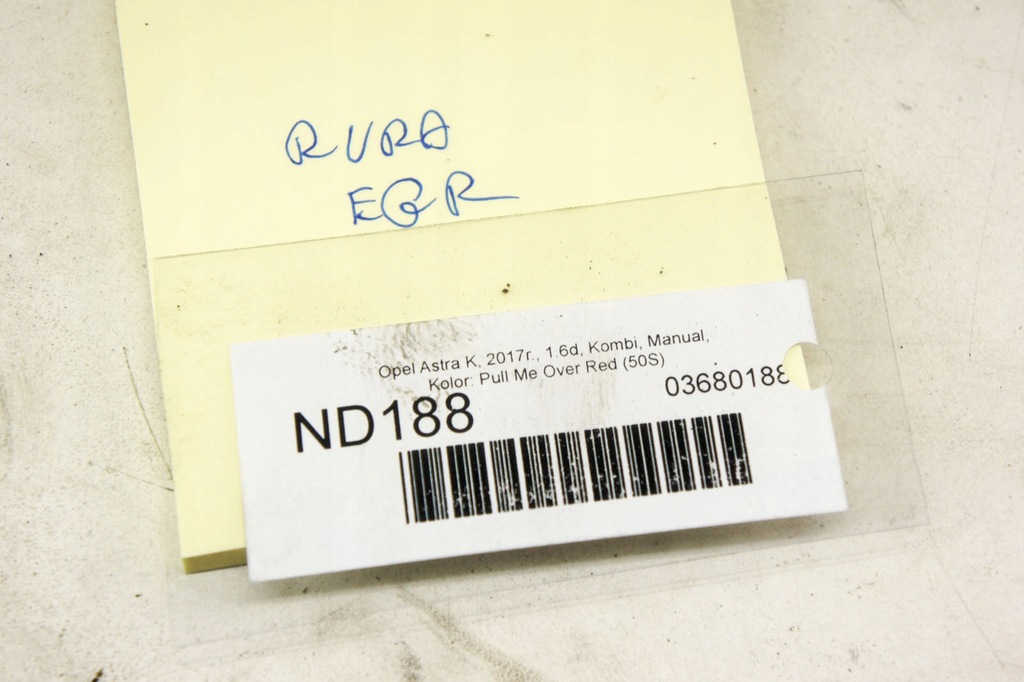 RURA
EGR
Opel Astra K, 2017r., 1.6d, Kombi, Manual,
Kolor: Pull Me Over Red (50S)
03680188
ND188